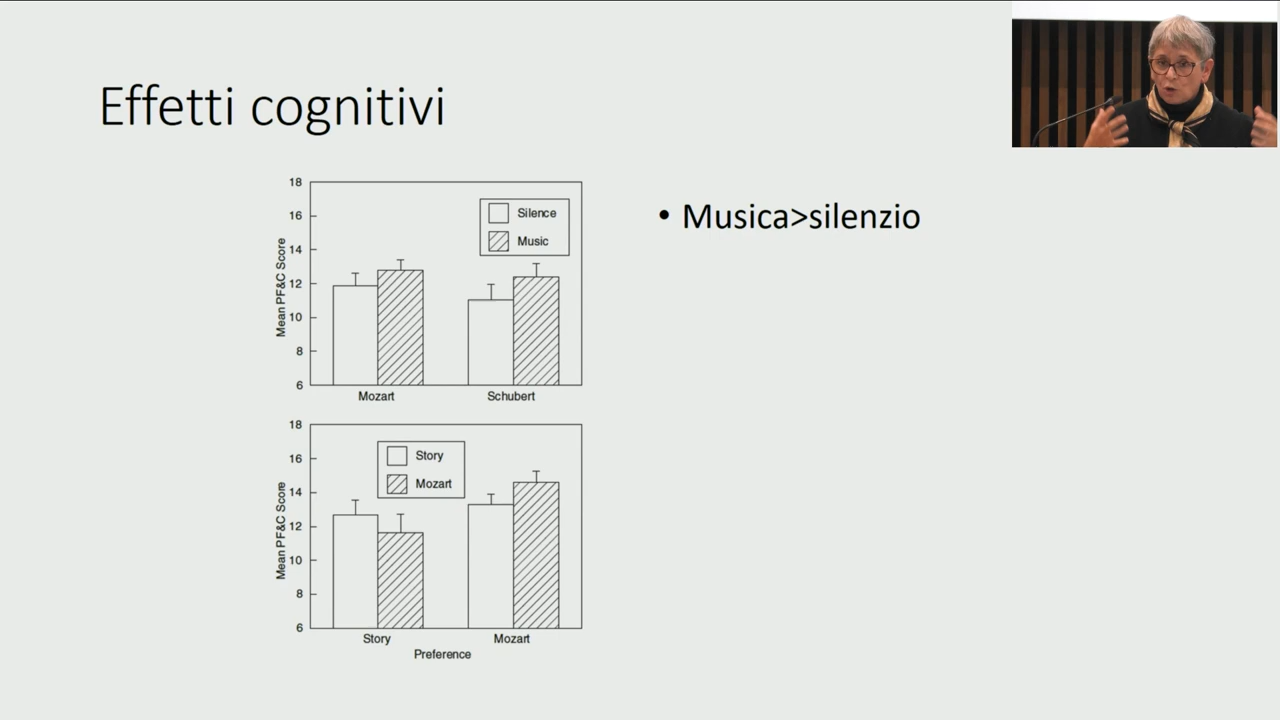 Effetti cognitivi
18
16
14
12
10
8
6
Mean PF&C Score
Silence
Music
Mozart
Schubert
18
16
14
12
10
8
6
Mean PF&C Score
Story
Mozart
Story
Mozart
Preference
• Musica>silenzio